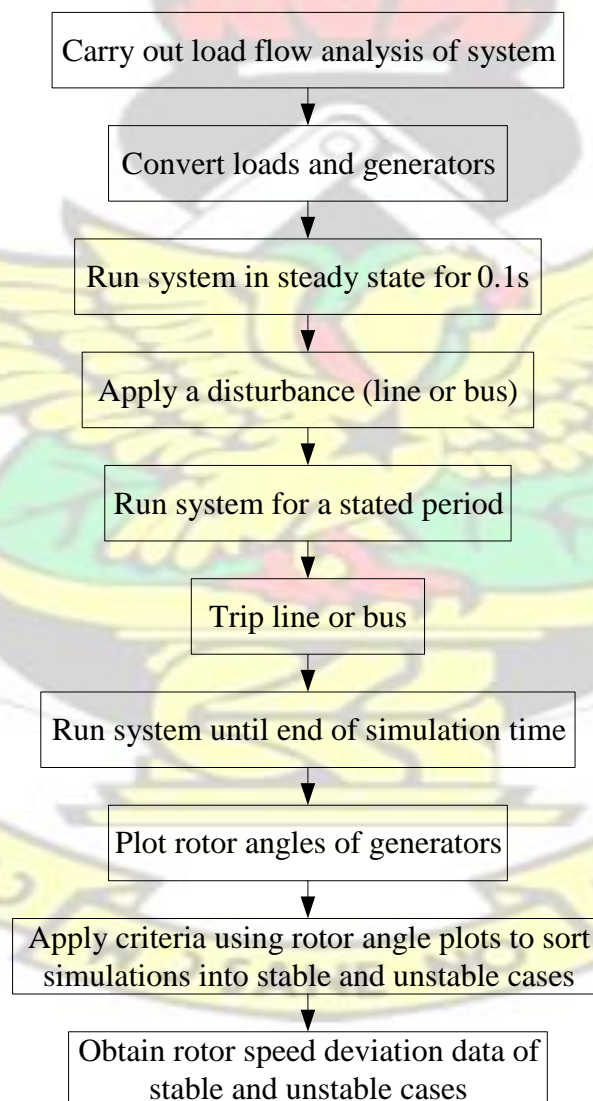 Carry out load flow analysis of system
Convert loads and generators
Run system in steady state for 0.1s
Apply a disturbance (line or bus)
Run system for a stated period
Trip line or bus
Run system until end of simulation time
Plot rotor angles of generators
Apply criteria using rotor angle plots to sort
simulations into stable and unstable cases
Obtain rotor speed deviation data of
stable and unstable cases